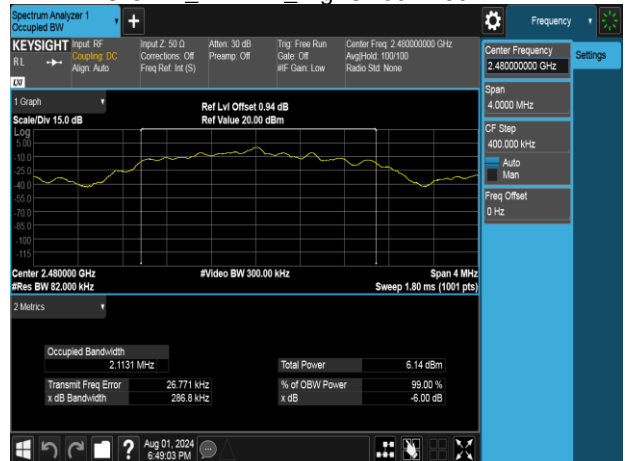 Spectrum Analyzer 1
Occupied BW
Frequency
KEYSIGHT
RL
Input: RF
Coupling: DC
Align: Auto
Input Z: 50 Ω
Corrections: Off
Freq Ref: Int (S)
Atten: 30 dB
Preamp: Off
Trig: Free Run
Gate: Off
#IF Gain: Low
Center Freq: 2.480000000 GHz
Avg|Hold: 100/100
Radio Std: None
LXI
Center Frequency
2.480000000 GHz
Settings
Span
4.0000 MHz
CF Step
400.000 kHz
Auto
Man
Freq Offset
0 Hz
1 Graph
Scale/Div 15.0 dB
Ref Lvl Offset 0.94 dB
Ref Value 20.00 dBm
Log
5.00
-10.0
-25.0
-40.0
-55.0
-70.0
-85.0
-100
-115
Center 2.480000 GHz
#Res BW 82.000 kHz
#Video BW 300.00 kHz
Span 4 MHz
Sweep 1.80 ms (1001 pts)
2 Metrics
Occupied Bandwidth
2.1131 MHz
Total Power 6.14 dBm
Transmit Freq Error 26.771 kHz
% of OBW Power 99.00 %
x dB Bandwidth 286.8 kHz
x dB -6.00 dB
?
Aug 01, 2024
6:49:03 PM